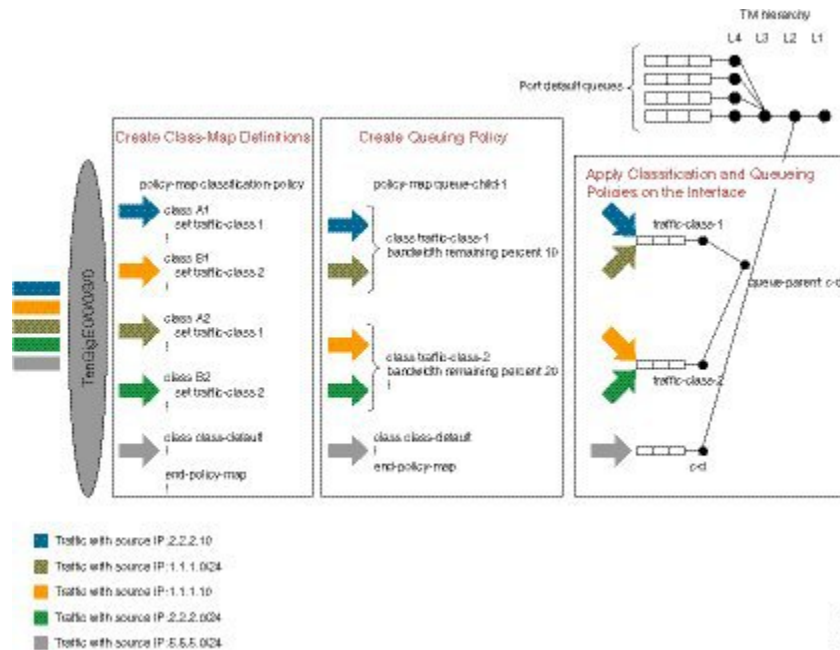 TM hierarchy
L4 L3 L2 L1
Port default queues
Create Class-Map Definitions
policy-map classification-policy
class A1
set traffic-class-1
!
class B1
set traffic-class-2
!
class A2
set traffic-class-1
!
class B2
set traffic-class-2
!
class class-default
!
end-policy-map
!
Create Queuing Policy
policy-map queue-child-1
class traffic-class-1
bandwidth remaining percent 10
!
class traffic-class-2
bandwidth remaining percent 20
!
class class-default
!
end-policy-map
Apply Classification and Queueing
Policies on the Interface
traffic-class-1
queue-parent c-d
traffic-class-2
c-d
TenGigE0/0/0/0
Traffic with source IP:2.2.2.10
Traffic with source IP:1.1.1.0/24
Traffic with source IP:1.1.1.10
Traffic with source IP:2.2.2.0/24
Traffic with source IP:5.5.5.0/24